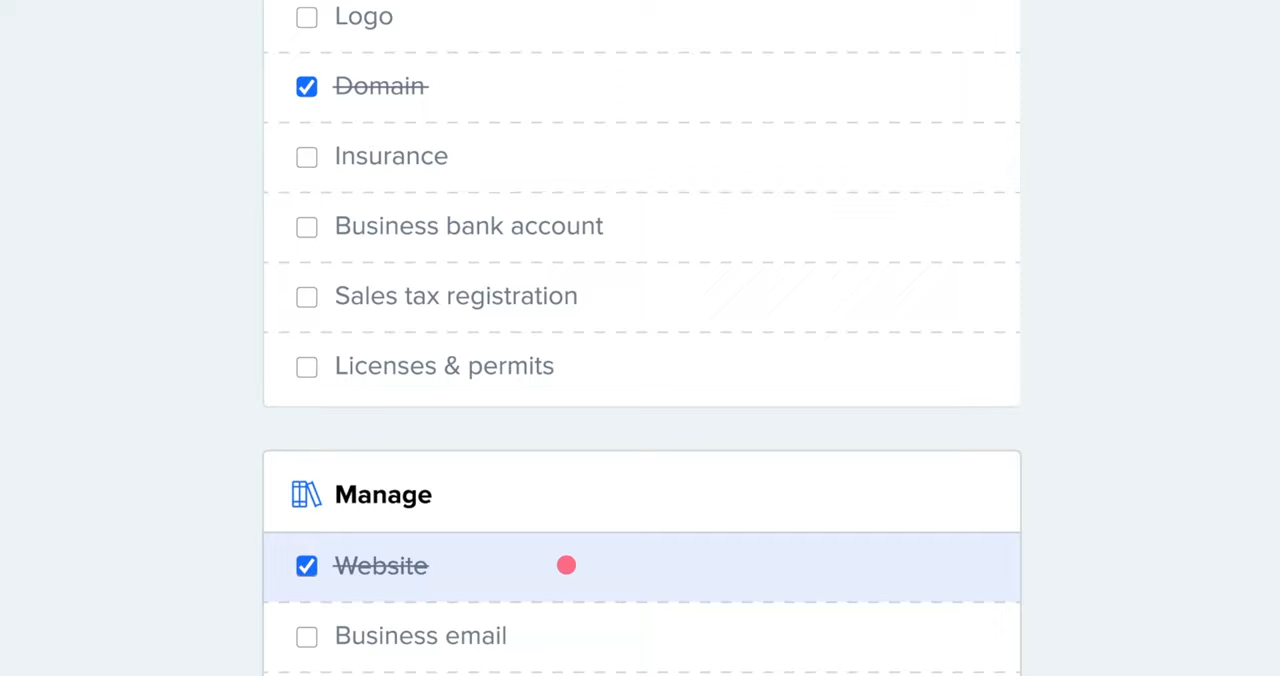 Logo
Domain
Insurance
Business bank account
Sales tax registration
Licenses & permits
Manage
Website
Business email